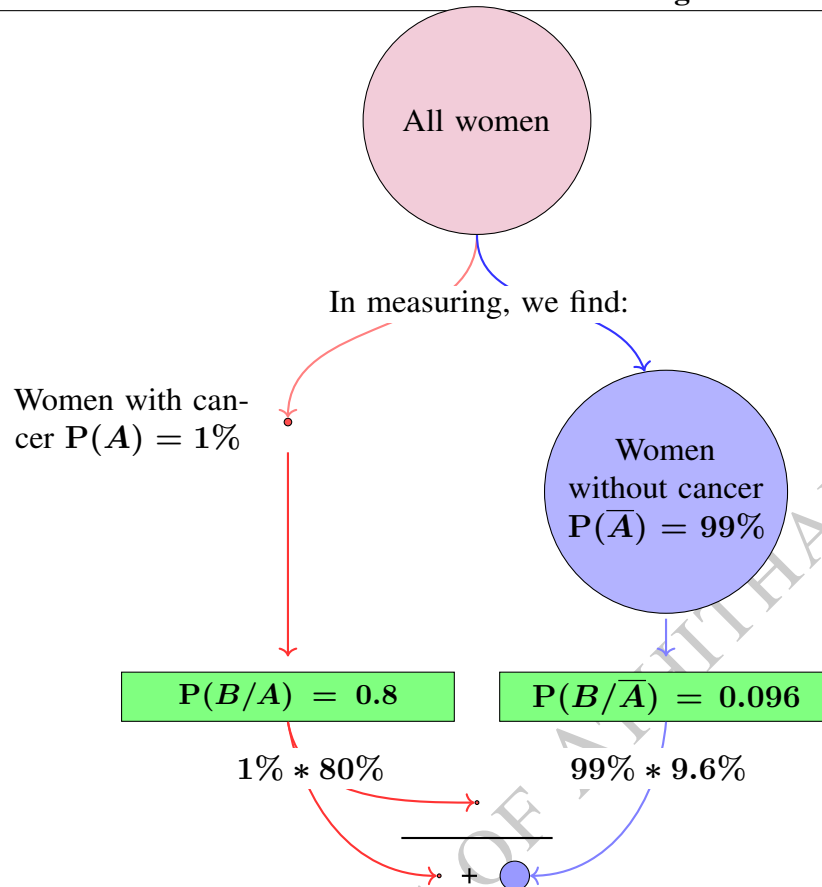 All women
In measuring, we find:
Women with can-
cer P(A) = 1%
Women
without cancer
P(A̅) = 99%
P(B/A) = 0.8
P(B/A̅) = 0.096
1% * 80%
99% * 9.6%
+
OF